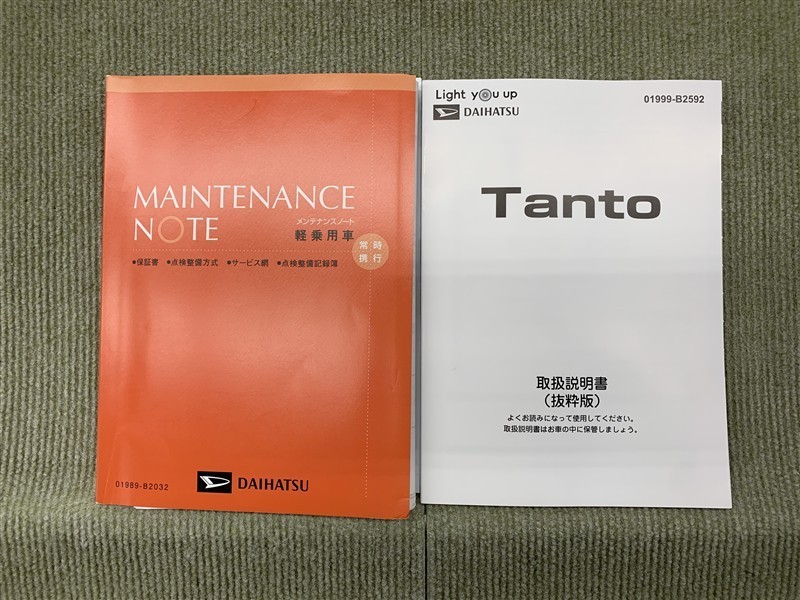 MAINTENANCE
NOTE
メンテナンスノート
軽乗用車
常時
携行
●保証書 ●点検整備方式 ●サービス網 ●点検整備記録簿
01989-B2032
DAIHATSU
Light you up
DAIHATSU
01999-B2592
Tanto
取扱説明書
（抜粋版）
よくお読みになって使用してください。
取扱説明書はお車の中に保管しましょう。